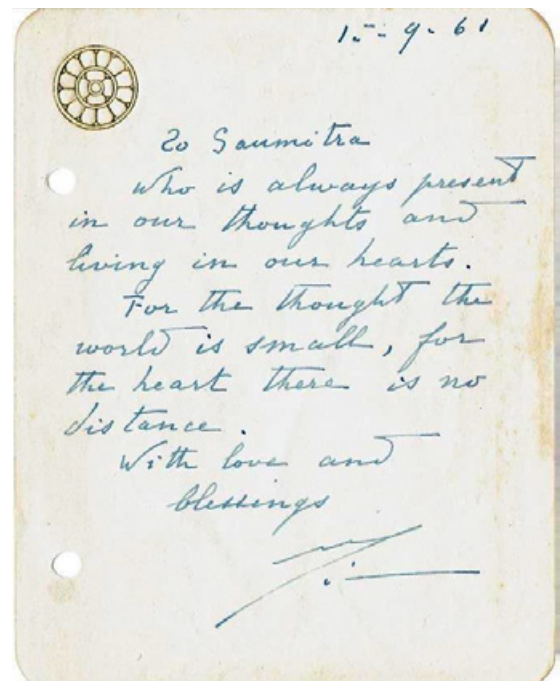 15-9-61
To Saumitra
who is always present
in our thoughts and
living in our hearts.
For the thought the
world is small, for
the heart there is no
distance.
With love and
blessings